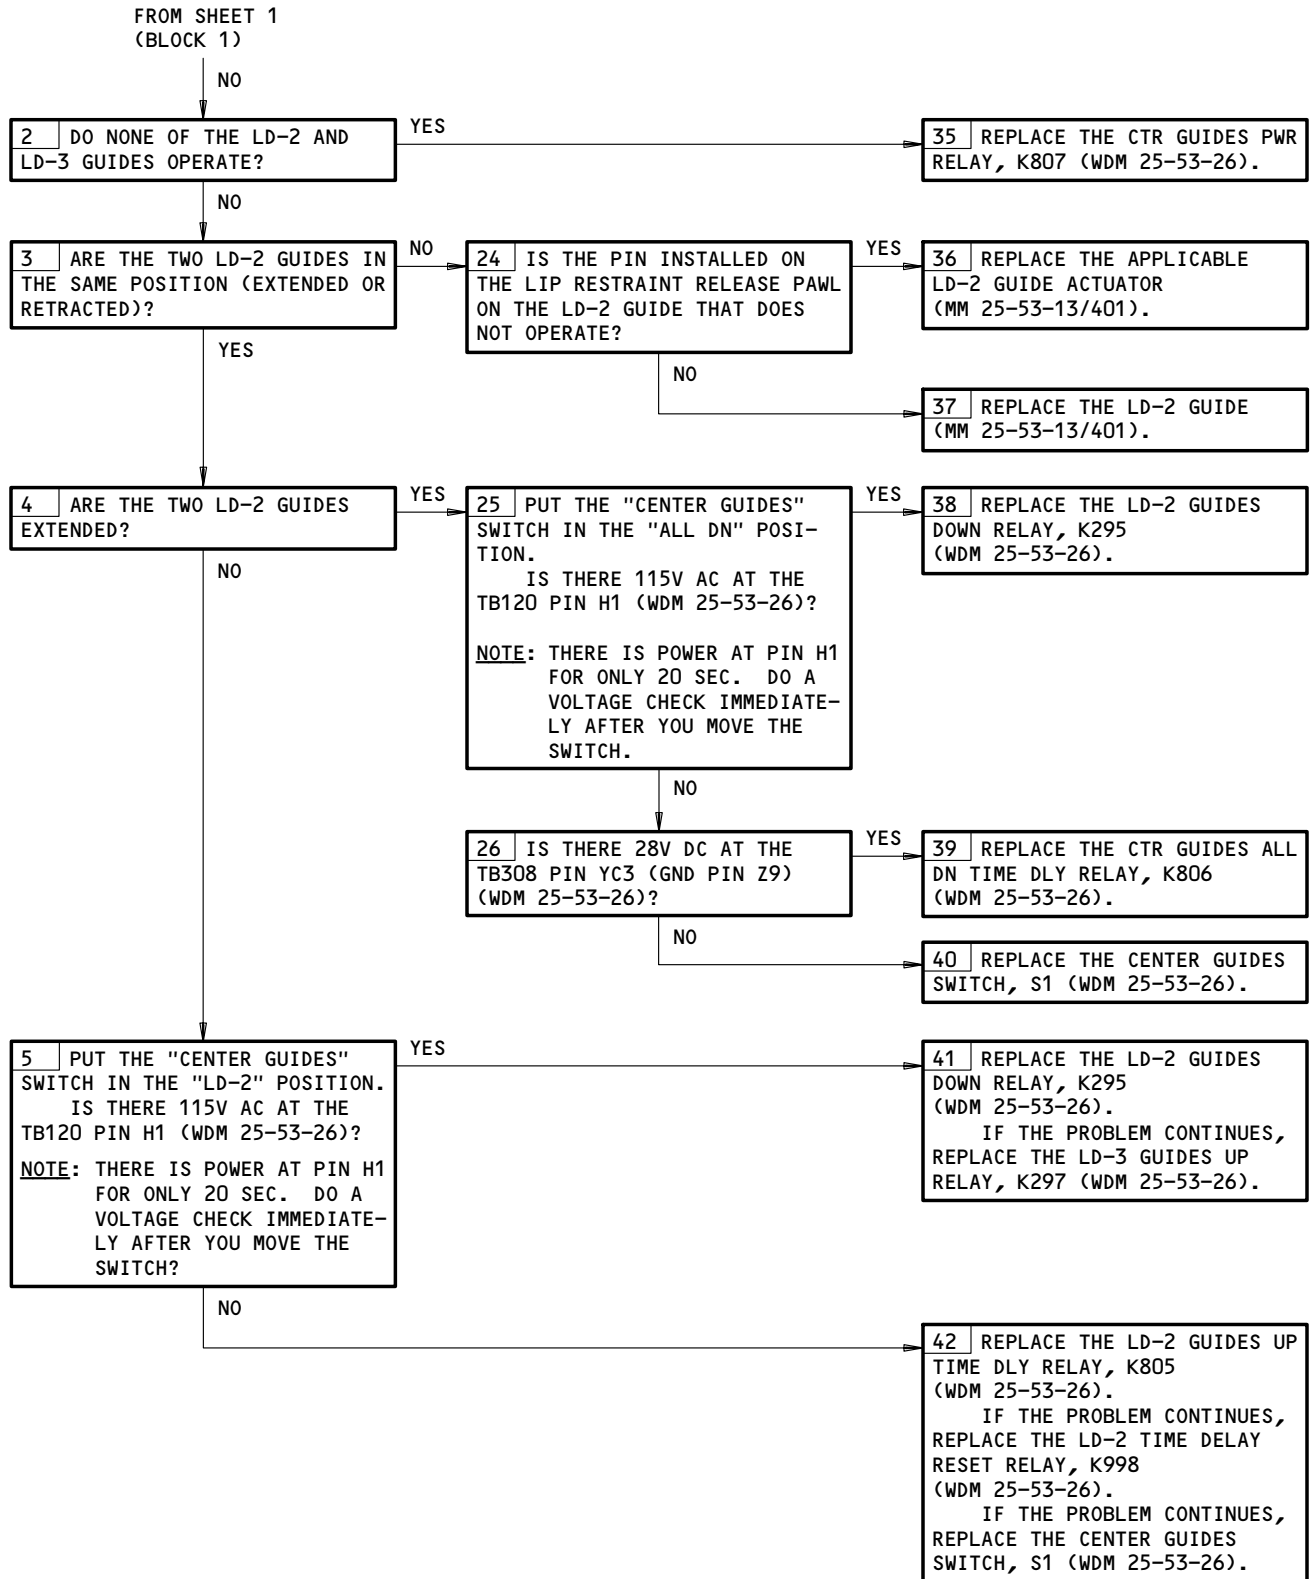 FROM SHEET 1
(BLOCK 1)
NO
2 DO NONE OF THE LD-2 AND
LD-3 GUIDES OPERATE?
YES
35 REPLACE THE CTR GUIDES PWR
RELAY, K807 (WDM 25-53-26).
NO
3 ARE THE TWO LD-2 GUIDES IN
THE SAME POSITION (EXTENDED OR
RETRACTED)?
NO
24 IS THE PIN INSTALLED ON
THE LIP RESTRAINT RELEASE PAWL
ON THE LD-2 GUIDE THAT DOES
NOT OPERATE?
YES
36 REPLACE THE APPLICABLE
LD-2 GUIDE ACTUATOR
(MM 25-53-13/401).
YES
NO
37 REPLACE THE LD-2 GUIDE
(MM 25-53-13/401).
4 ARE THE TWO LD-2 GUIDES
EXTENDED?
YES
25 PUT THE "CENTER GUIDES"
SWITCH IN THE "ALL DN" POSI-
TION.
IS THERE 115V AC AT THE
TB120 PIN H1 (WDM 25-53-26)?
NOTE: THERE IS POWER AT PIN H1
FOR ONLY 20 SEC. DO A
VOLTAGE CHECK IMMEDIATE-
LY AFTER YOU MOVE THE
SWITCH.
YES
38 REPLACE THE LD-2 GUIDES
DOWN RELAY, K295
(WDM 25-53-26).
NO
NO
26 IS THERE 28V DC AT THE
TB308 PIN YC3 (GND PIN Z9)
(WDM 25-53-26)?
YES
39 REPLACE THE CTR GUIDES ALL
DN TIME DLY RELAY, K806
(WDM 25-53-26).
NO
40 REPLACE THE CENTER GUIDES
SWITCH, S1 (WDM 25-53-26).
5 PUT THE "CENTER GUIDES"
SWITCH IN THE "LD-2" POSITION.
IS THERE 115V AC AT THE
TB120 PIN H1 (WDM 25-53-26)?
NOTE: THERE IS POWER AT PIN H1
FOR ONLY 20 SEC. DO A
VOLTAGE CHECK IMMEDIATE-
LY AFTER YOU MOVE THE
SWITCH?
YES
41 REPLACE THE LD-2 GUIDES
DOWN RELAY, K295
(WDM 25-53-26).
IF THE PROBLEM CONTINUES,
REPLACE THE LD-3 GUIDES UP
RELAY, K297 (WDM 25-53-26).
NO
42 REPLACE THE LD-2 GUIDES UP
TIME DLY RELAY, K805
(WDM 25-53-26).
IF THE PROBLEM CONTINUES,
REPLACE THE LD-2 TIME DELAY
RESET RELAY, K998
(WDM 25-53-26).
IF THE PROBLEM CONTINUES,
REPLACE THE CENTER GUIDES
SWITCH, S1 (WDM 25-53-26).